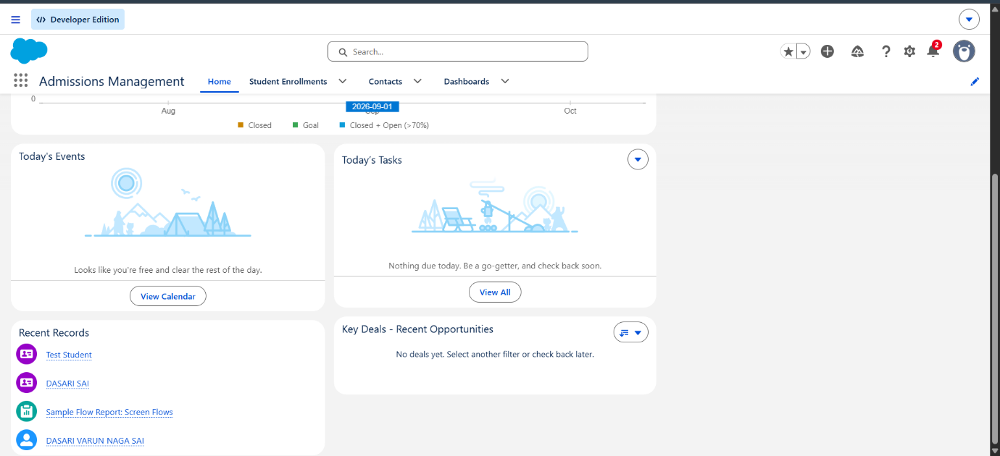 Developer Edition
Search...
2
Admissions Management
Home
Student Enrollments
Contacts
Dashboards
0
Aug
2026-09-01
Oct
Closed
Goal
Closed + Open (>70%)
Today's Events
Looks like you're free and clear the rest of the day.
View Calendar
Today's Tasks
Nothing due today. Be a go-getter, and check back soon.
View All
Recent Records
Test Student
DASARI SAI
Sample Flow Report: Screen Flows
DASARI VARUN NAGA SAI
Key Deals - Recent Opportunities
No deals yet. Select another filter or check back later.